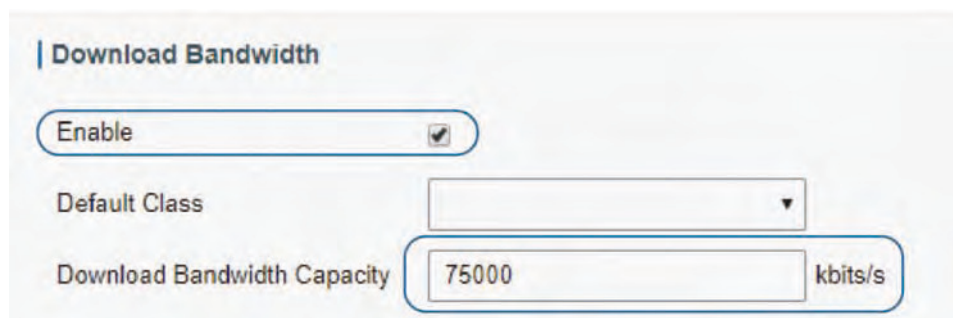 Download Bandwidth
Enable
Default Class
Download Bandwidth Capacity 75000 kbits/s